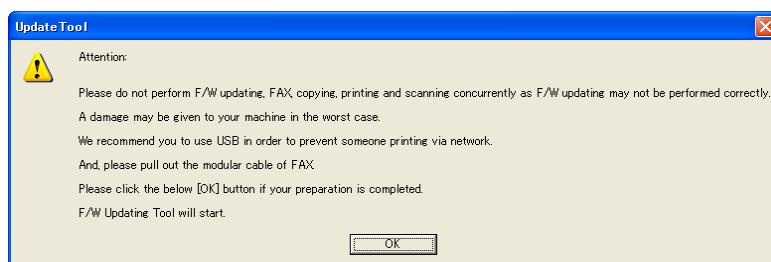 UpdateTool
Attention:
Please do not perform F/W updating, FAX, copying, printing and scanning concurrently as F/W updating may not be performed correctly.
A damage may be given to your machine in the worst case.
We recommend you to use USB in order to prevent someone printing via network.
And, please pull out the modular cable of FAX.
Please click the below [OK] button if your preparation is completed.
F/W Updating Tool will start.
OK